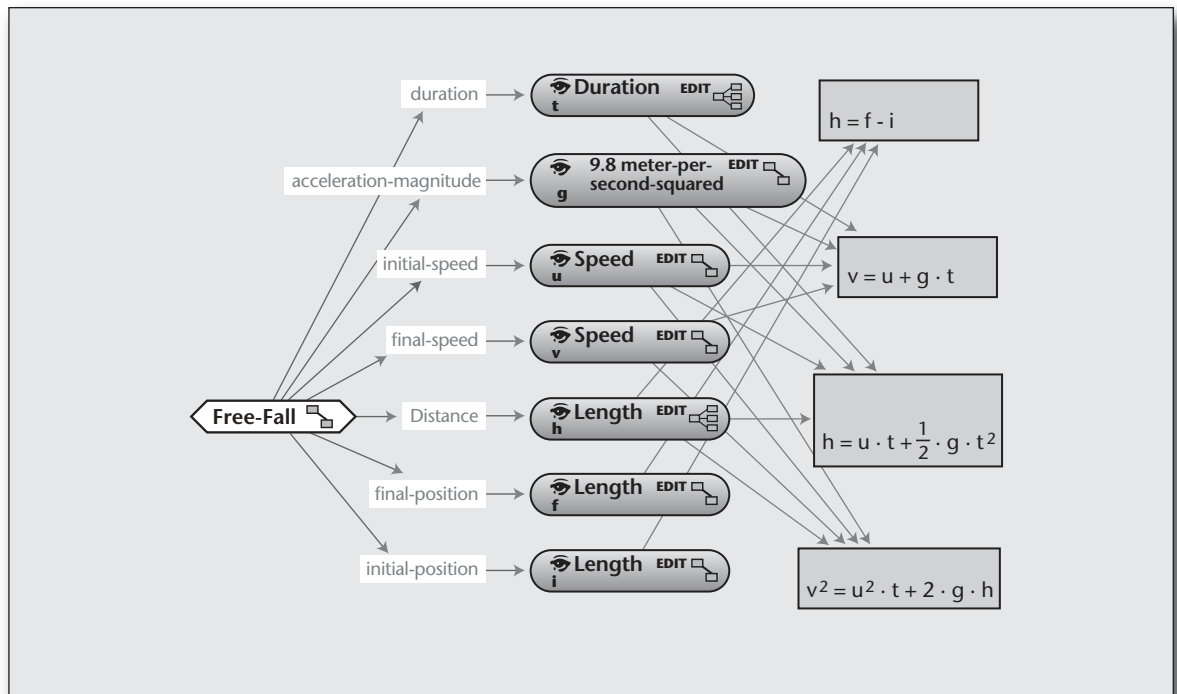 duration
Duration
EDIT
t
h = f - i
acceleration-magnitude
9.8 meter-per-
second-squared
EDIT
g
initial-speed
Speed
EDIT
u
v = u + g · t
final-speed
Speed
EDIT
v
Free-Fall
Distance
Length
EDIT
h
h = u · t + 1/2 · g · t²
final-position
Length
EDIT
f
initial-position
Length
EDIT
i
v² = u² · t + 2 · g · h